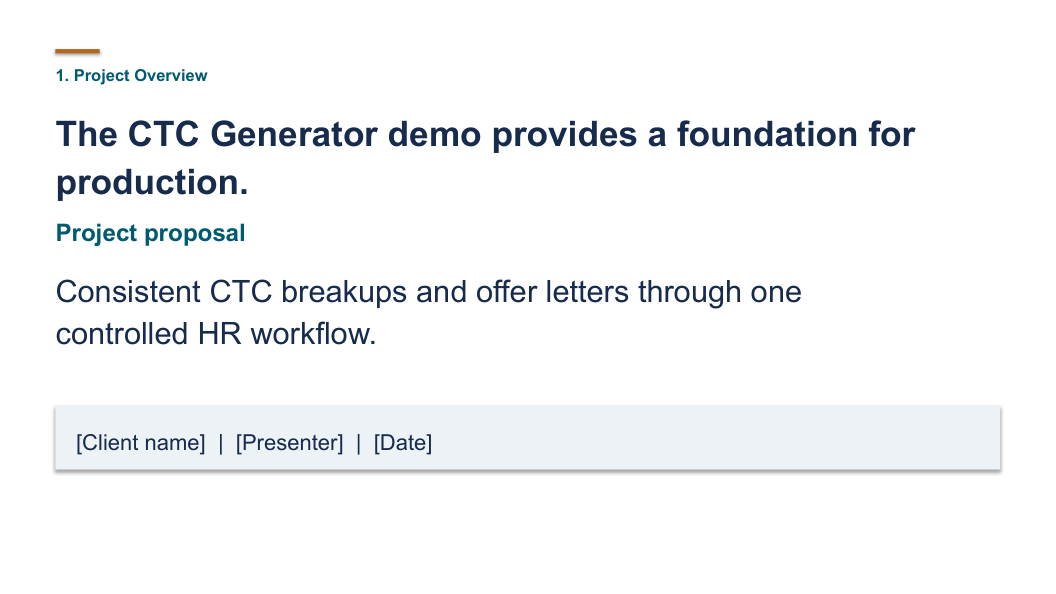 1. Project Overview
The CTC Generator demo provides a foundation for
production.
Project proposal
Consistent CTC breakups and offer letters through one
controlled HR workflow.
[Client name]  |  [Presenter]  |  [Date]